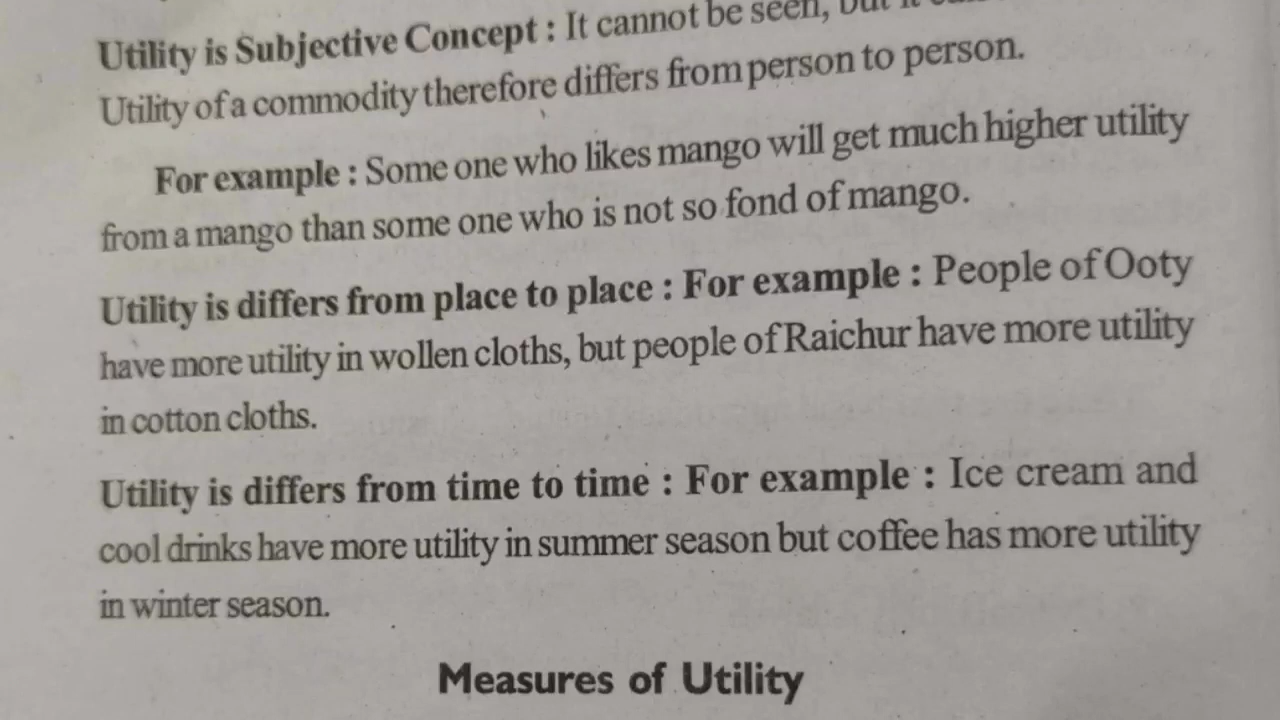 Utility is Subjective Concept : It cannot be seen, but it
Utility of a commodity therefore differs from person to person.
For example : Some one who likes mango will get much higher utility
from a mango than some one who is not so fond of mango.
Utility is differs from place to place : For example : People of Ooty
have more utility in wollen cloths, but people of Raichur have more utility
in cotton cloths.
Utility is differs from time to time : For example : Ice cream and
cool drinks have more utility in summer season but coffee has more utility
in winter season.
Measures of Utility